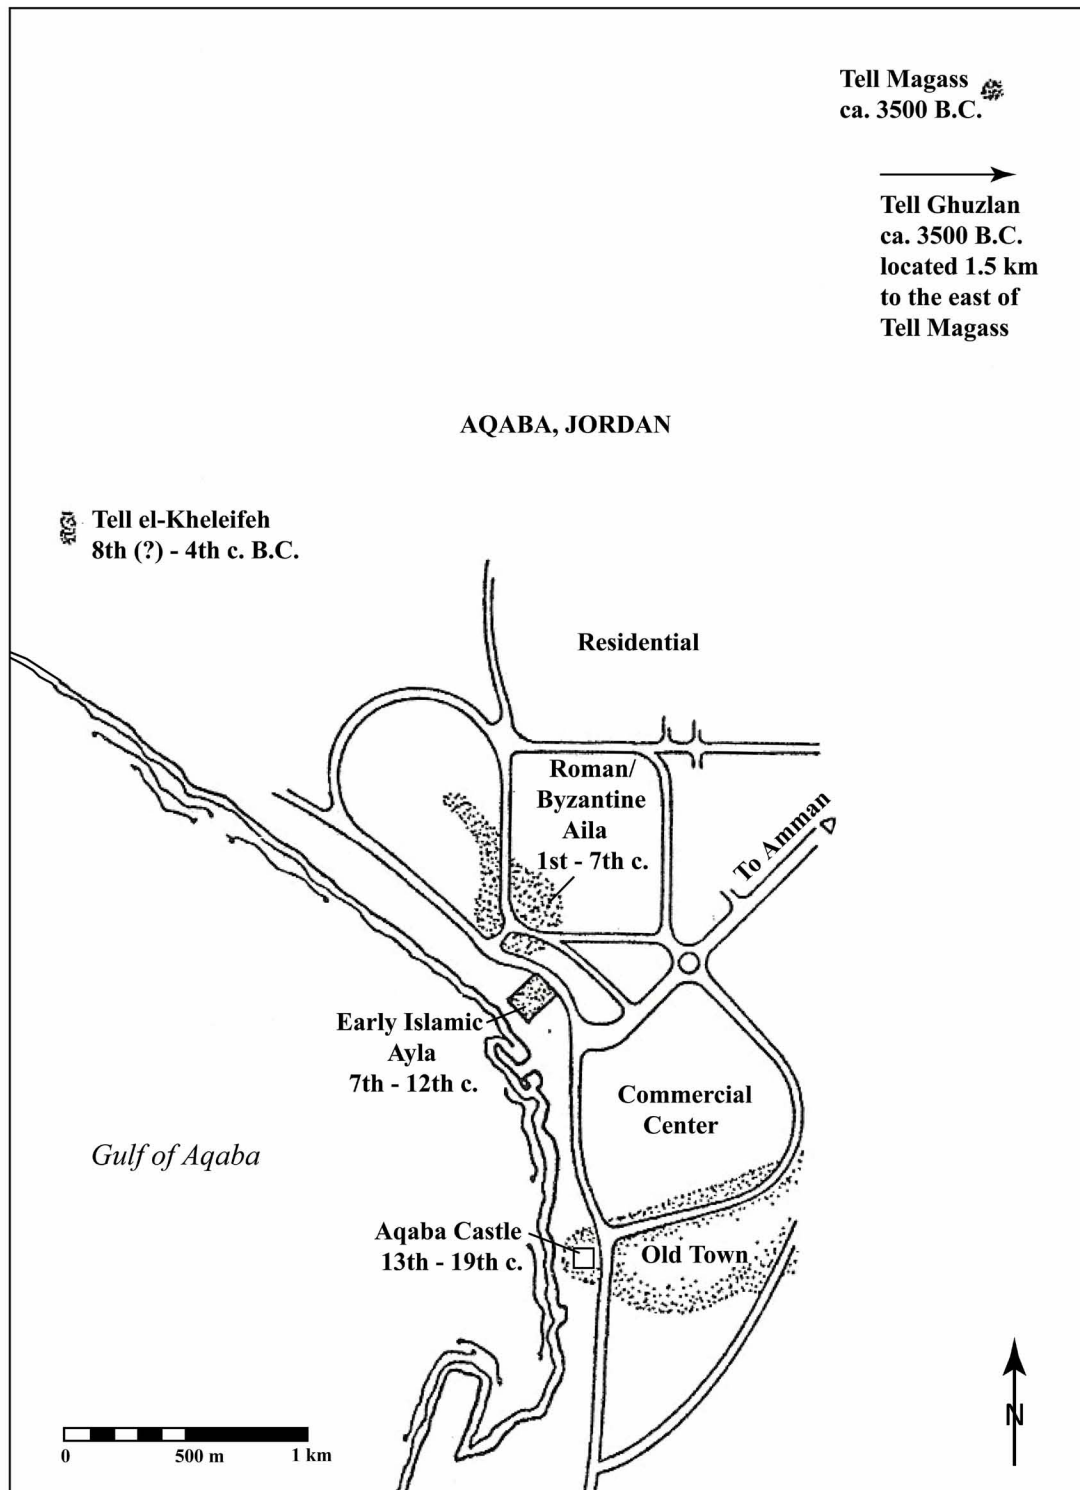 Tell Magass
ca. 3500 B.C.
Tell Ghuzlan
ca. 3500 B.C.
located 1.5 km
to the east of
Tell Magass
AQABA, JORDAN
Tell el-Kheleifeh
8th (?) - 4th c. B.C.
Residential
Roman/
Byzantine
Aila
1st - 7th c.
To Amman
Early Islamic
Ayla
7th - 12th c.
Commercial
Center
Gulf of Aqaba
Aqaba Castle
13th - 19th c.
Old Town
N
0 500 m 1 km